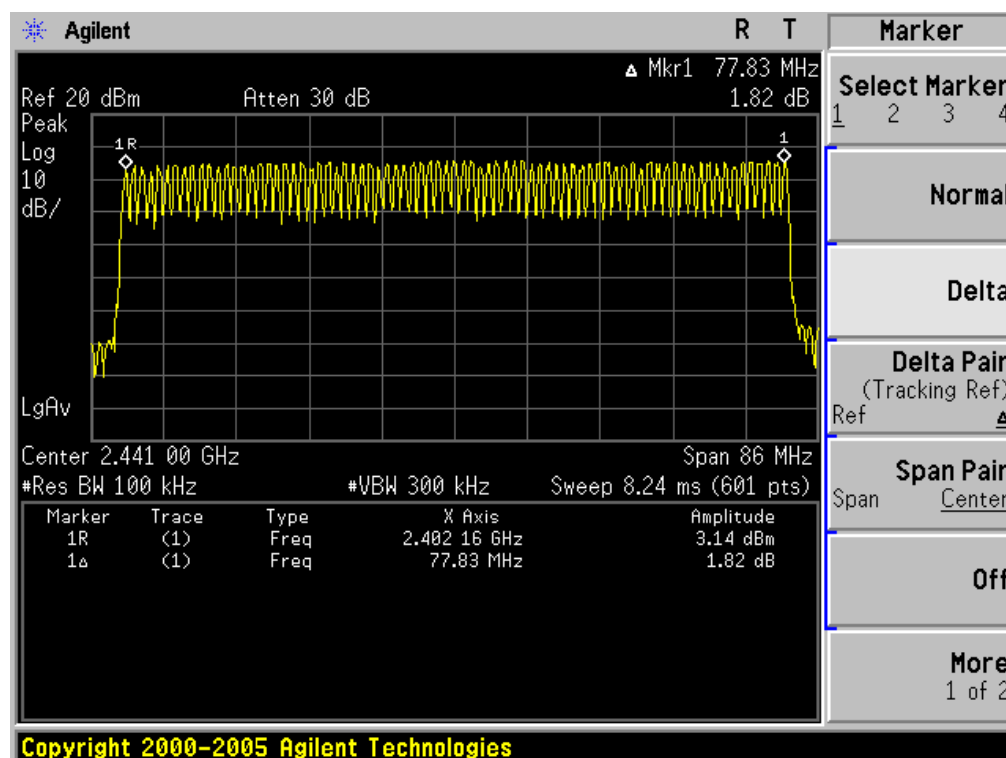 Agilent R T
Marker
Δ Mkr1 77.83 MHz
Ref 20 dBm Atten 30 dB 1.82 dB
Peak
Log
10
dB/
1R
1
LgAv
Center 2.441 00 GHz Span 86 MHz
#Res BW 100 kHz #VBW 300 kHz Sweep 8.24 ms (601 pts)
Marker Trace Type X Axis Amplitude
1R (1) Freq 2.402 16 GHz 3.14 dBm
1Δ (1) Freq 77.83 MHz 1.82 dB
Select Marker
1 2 3 4
Normal
Delta
Delta Pair
(Tracking Ref)
Ref Δ
Span Pair
Span Center
Off
More
1 of 2
Copyright 2000-2005 Agilent Technologies